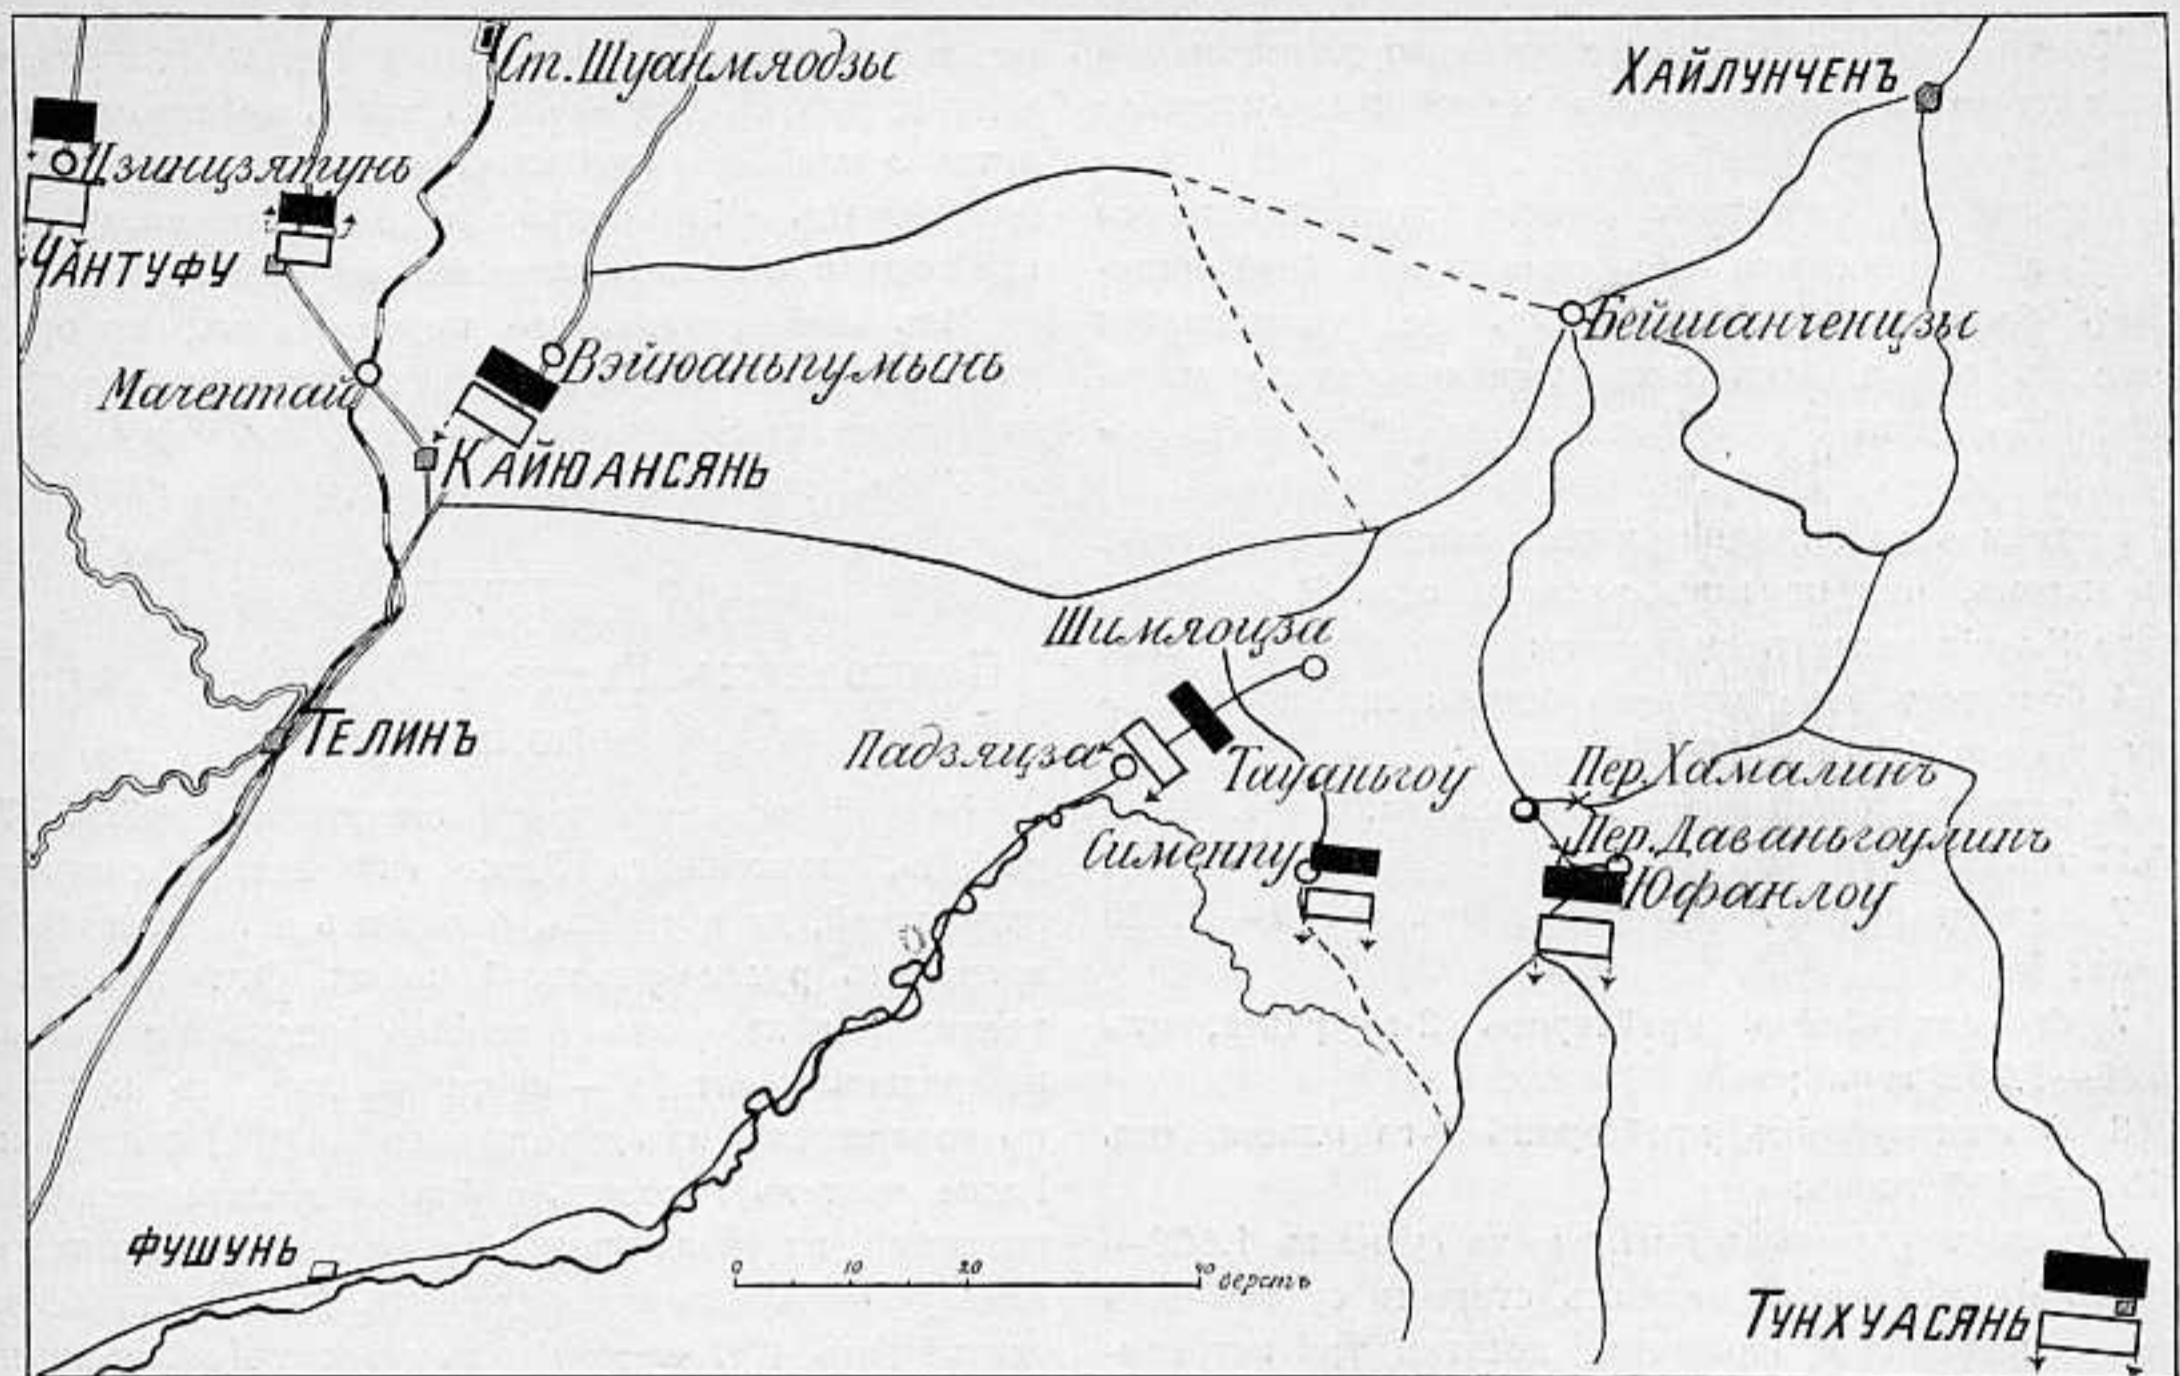 Ст. Шуанмяодзы
ХАЙЛУНЧЕНЪ
Цзинцзятунь
ЧАНТУФУ
Бейшанченцзы
Мачентай
Вэйюаньпумынь
КАЙЮАНСЯНЬ
Шимяоцза
ТЕЛИНЪ
Падзяцза
Тауаньгоу
Пер. Хамалинъ
Пер. Даваньгоулинъ
Сименпу
Юфанлоу
ФУШУНЬ
0 10 20 40 верстъ
ТУНХУАСЯНЬ